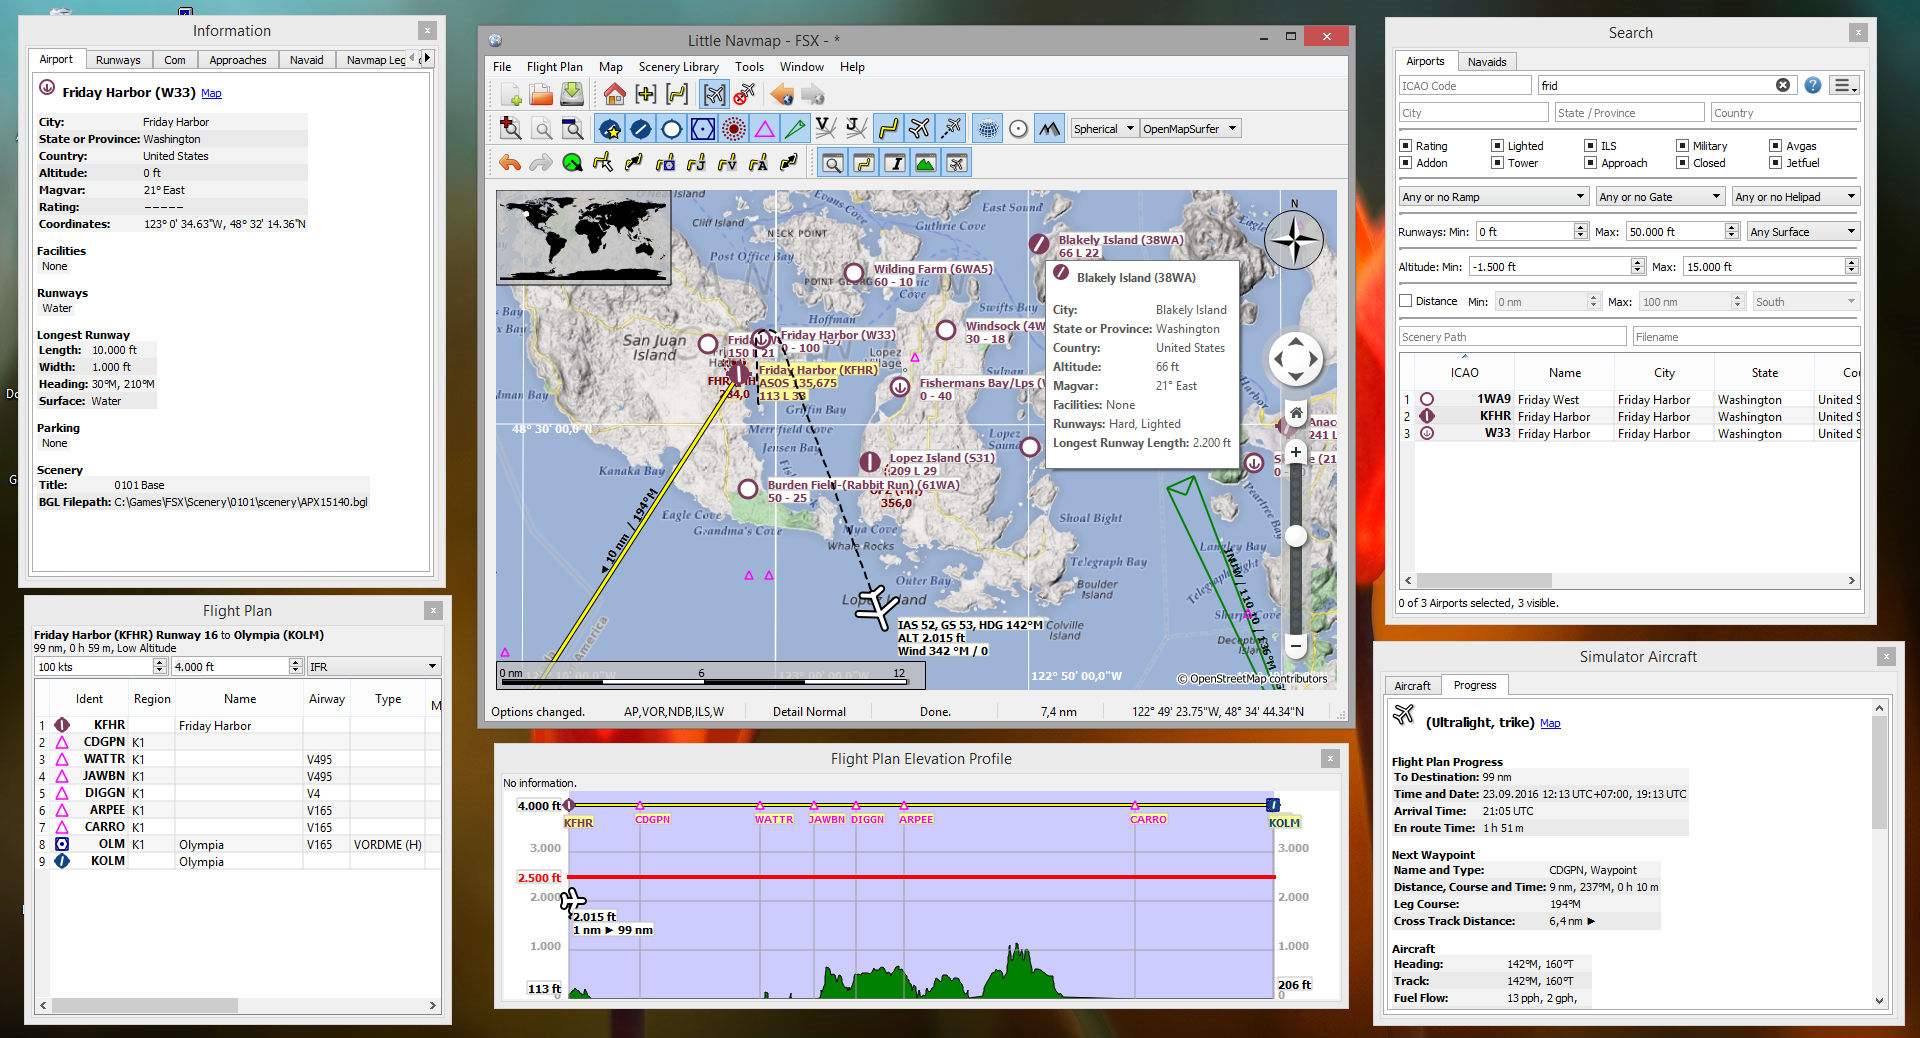 Information
Airport Runways Com Approaches Navaid Navmap Leg
Friday Harbor (W33) Map
City: Friday Harbor
State or Province: Washington
Country: United States
Altitude: 0 ft
Magvar: 21° East
Rating: – – – – –
Coordinates: 123° 0' 34.63"W, 48° 32' 14.36"N
Facilities
None
Runways
Water
Longest Runway
Length: 10.000 ft
Width: 1.000 ft
Heading: 30°M, 210°M
Surface: Water
Parking
None
Scenery
Title: 0101 Base
BGL Filepath: C:\Games\FSX\Scenery\0101\scenery\APX15140.bgl
Flight Plan
Friday Harbor (KFHR) Runway 16 to Olympia (KOLM)
99 nm, 0 h 59 m, Low Altitude
100 kts 4.000 ft IFR
Ident Region Name Airway Type M
1 KFHR Friday Harbor
2 CDGPN K1
3 WATTR K1 V495
4 JAWBN K1 V495
5 DIGGN K1 V4
6 ARPEE K1 V165
7 CARRO K1 V165
8 OLM K1 Olympia V165 VORDME (H)
9 KOLM Olympia
Little Navmap - FSX - *
File Flight Plan Map Scenery Library Tools Window Help
Spherical OpenMapSurfer
Cliff Island
Evans Cove
East Sound
Guthrie Cove
NECK POINT
Post Office Bay
N
Blakely Island (38WA)
66 L 22
Wilding Farm (6WA5)
60 - 10
Swifts Bay
Hoffman
San Juan
Island
Friday Harbor (W33)
0 - 100
150 L 21
Windsock (4W
30 - 18
Lopez
Village
Friday Harbor (KFHR)
ASOS 135,675
113 L 33
Fishermans Bay/Lps (W
0 - 40
Griffin Bay
Merrifield Cove
Jensen Bay
48° 30' 00,0"N
Lopez
Sound
Kanaka Bay
Lopez Island (S31)
209 L 29
Burden Field (Rabbit Run) (61WA)
50 - 25
356,0
Eagle Cove
Grandma's Cove
Mya Cove
Whale Rocks
Shoal Bight
Telegraph Bay
Outer Bay
Boulder
Island
10 nm / 194°M
IAS 52, GS 53, HDG 142°M
ALT 2.015 ft
Wind 342 °M / 0
Colville
Island
0 nm 6 12
122° 50' 00,0"W
© OpenStreetMap contributors
Blakely Island (38WA)
City: Blakely Island
State or Province: Washington
Country: United States
Altitude: 66 ft
Magvar: 21° East
Facilities: None
Runways: Hard, Lighted
Longest Runway Length: 2.200 ft
Options changed. AP,VOR,NDB,ILS,W Detail Normal Done. 7,4 nm 122° 49' 23.75"W, 48° 34' 44.34"N
Flight Plan Elevation Profile
No information.
4.000 ft
KFHR CDGPN WATTR JAWBN DIGGN ARPEE CARRO KOLM
3.000 3.000
2.500 ft
2.000 2.000
2.015 ft
1 nm ► 99 nm
1.000 1.000
113 ft 206 ft
0
Search
Airports Navaids
ICAO Code frid
City State / Province Country
Rating Lighted ILS Military Avgas
Addon Tower Approach Closed Jetfuel
Any or no Ramp Any or no Gate Any or no Helipad
Runways: Min: 0 ft Max: 50.000 ft Any Surface
Altitude: Min: -1.500 ft Max: 15.000 ft
Distance Min: 0 nm Max: 100 nm South
Scenery Path Filename
ICAO Name City State Cou
1 1WA9 Friday West Friday Harbor Washington United S
2 KFHR Friday Harbor Friday Harbor Washington United S
3 W33 Friday Harbor Friday Harbor Washington United S
0 of 3 Airports selected, 3 visible.
Simulator Aircraft
Aircraft Progress
(Ultralight, trike) Map
Flight Plan Progress
To Destination: 99 nm
Time and Date: 23.09.2016 12:13 UTC+07:00, 19:13 UTC
Arrival Time: 21:05 UTC
En route Time: 1 h 51 m
Next Waypoint
Name and Type: CDGPN, Waypoint
Distance, Course and Time: 9 nm, 237°M, 0 h 10 m
Leg Course: 194°M
Cross Track Distance: 6,4 nm ►
Aircraft
Heading: 142°M, 160°T
Track: 142°M, 160°T
Fuel Flow: 13 pph, 2 gph,